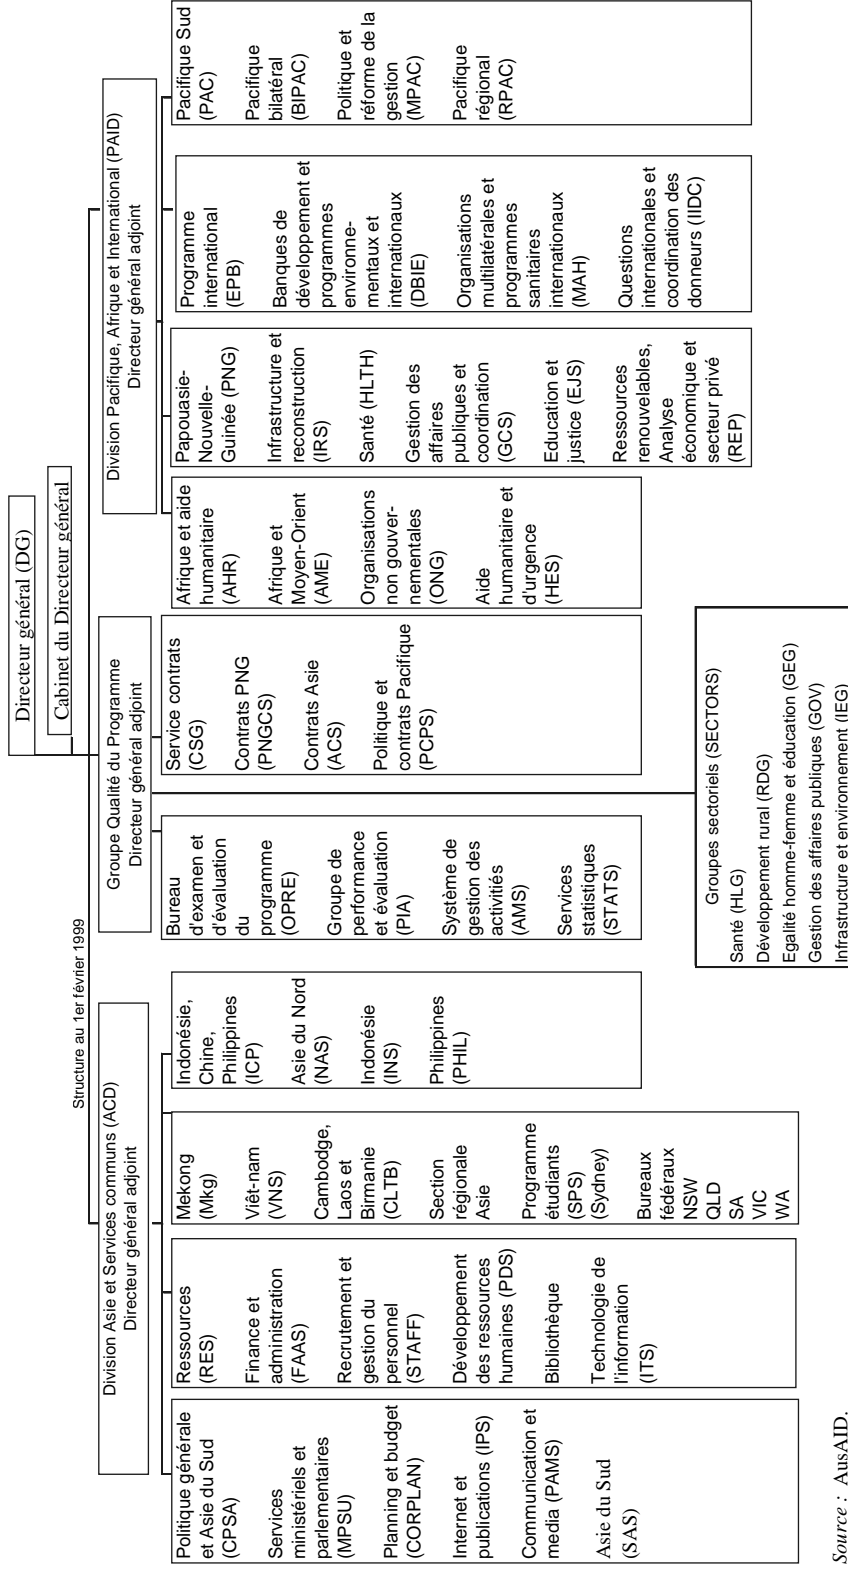 Directeur général (DG)
Cabinet du Directeur général
Structure au 1er février 1999
Division Asie et Services communs (ACD)
Directeur général adjoint
Politique générale
et Asie du Sud
(CPSA)
Services
ministériels et
parlementaires
(MPSU)
Planning et budget
(CORPLAN)
Internet et
publications (IPS)
Communication et
media (PAMS)
Asie du Sud
(SAS)
Ressources
(RES)
Finance et
administration
(FAAS)
Recrutement et
gestion du
personnel
(STAFF)
Développement
des ressources
humaines (PDS)
Bibliothèque
Technologie de
l'information
(ITS)
Mekong
(Mkg)
Viêt-nam
(VNS)
Cambodge,
Laos et
Birmanie
(CLTB)
Section
régionale
Asie
Programme
étudiants
(SPS)
(Sydney)
Bureaux
fédéraux
NSW
QLD
SA
VIC
WA
Indonésie,
Chine,
Philippines
(ICP)
Asie du Nord
(NAS)
Indonésie
(INS)
Philippines
(PHIL)
Groupe Qualité du Programme
Directeur général adjoint
Bureau
d'examen et
d'évaluation
du
programme
(OPRE)
Groupe de
performance
et évaluation
(PIA)
Système de
gestion des
activités
(AMS)
Services
statistiques
(STATS)
Service contrats
(CSG)
Contrats PNG
(PNGCS)
Contrats Asie
(ACS)
Politique et
contrats Pacifique
(PCPS)
Groupes sectoriels (SECTORS)
Santé (HLG)
Développement rural (RDG)
Egalité homme-femme et éducation (GEG)
Gestion des affaires publiques (GOV)
Infrastructure et environnement (IEG)
Division Pacifique, Afrique et International (PAID)
Directeur général adjoint
Afrique et aide
humanitaire
(AHR)
Afrique et
Moyen-Orient
(AME)
Organisations
non gouver-
nementales
(ONG)
Aide
humanitaire et
d'urgence
(HES)
Papouasie-
Nouvelle-
Guinée (PNG)
Infrastructure et
reconstruction
(IRS)
Santé (HLTH)
Gestion des
affaires
publiques et
coordination
(GCS)
Education et
justice (EJS)
Ressources
renouvelables,
Analyse
économique et
secteur privé
(REP)
Programme
international
(EPB)
Banques de
développement et
programmes
environne-
mentaux et
internationaux
(DBIE)
Organisations
multilatérales et
programmes
sanitaires
internationaux
(MAH)
Questions
internationales et
coordination des
donneurs (IIDC)
Pacifique Sud
(PAC)
Pacifique
bilatéral
(BIPAC)
Politique et
réforme de la
gestion
(MPAC)
Pacifique
régional
(RPAC)
Source : AusAID.